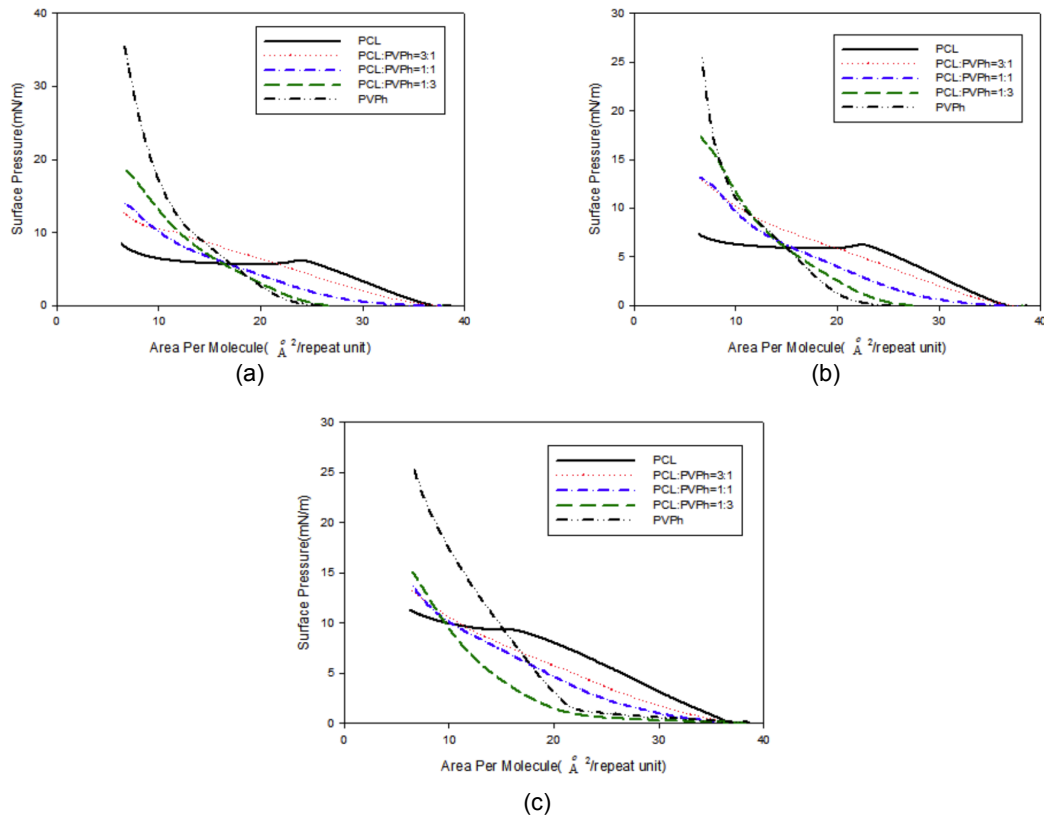 40
30
20
10
0
Surface Pressure(mN/m)
PCL
PCL:PVPh=3:1
PCL:PVPh=1:1
PCL:PVPh=1:3
PVPh
0 10 20 30 40
Area Per Molecule( Å ²/repeat unit)
(a)
30
25
20
15
10
5
0
Surface Pressure(mN/m)
PCL
PCL:PVPh=3:1
PCL:PVPh=1:1
PCL:PVPh=1:3
PVPh
0 10 20 30 40
Area Per Molecule( Å ²/repeat unit)
(b)
30
25
20
15
10
5
0
Surface Pressure(mN/m)
PCL
PCL:PVPh=3:1
PCL:PVPh=1:1
PCL:PVPh=1:3
PVPh
0 10 20 30 40
Area Per Molecule( Å ²/repeat unit)
(c)